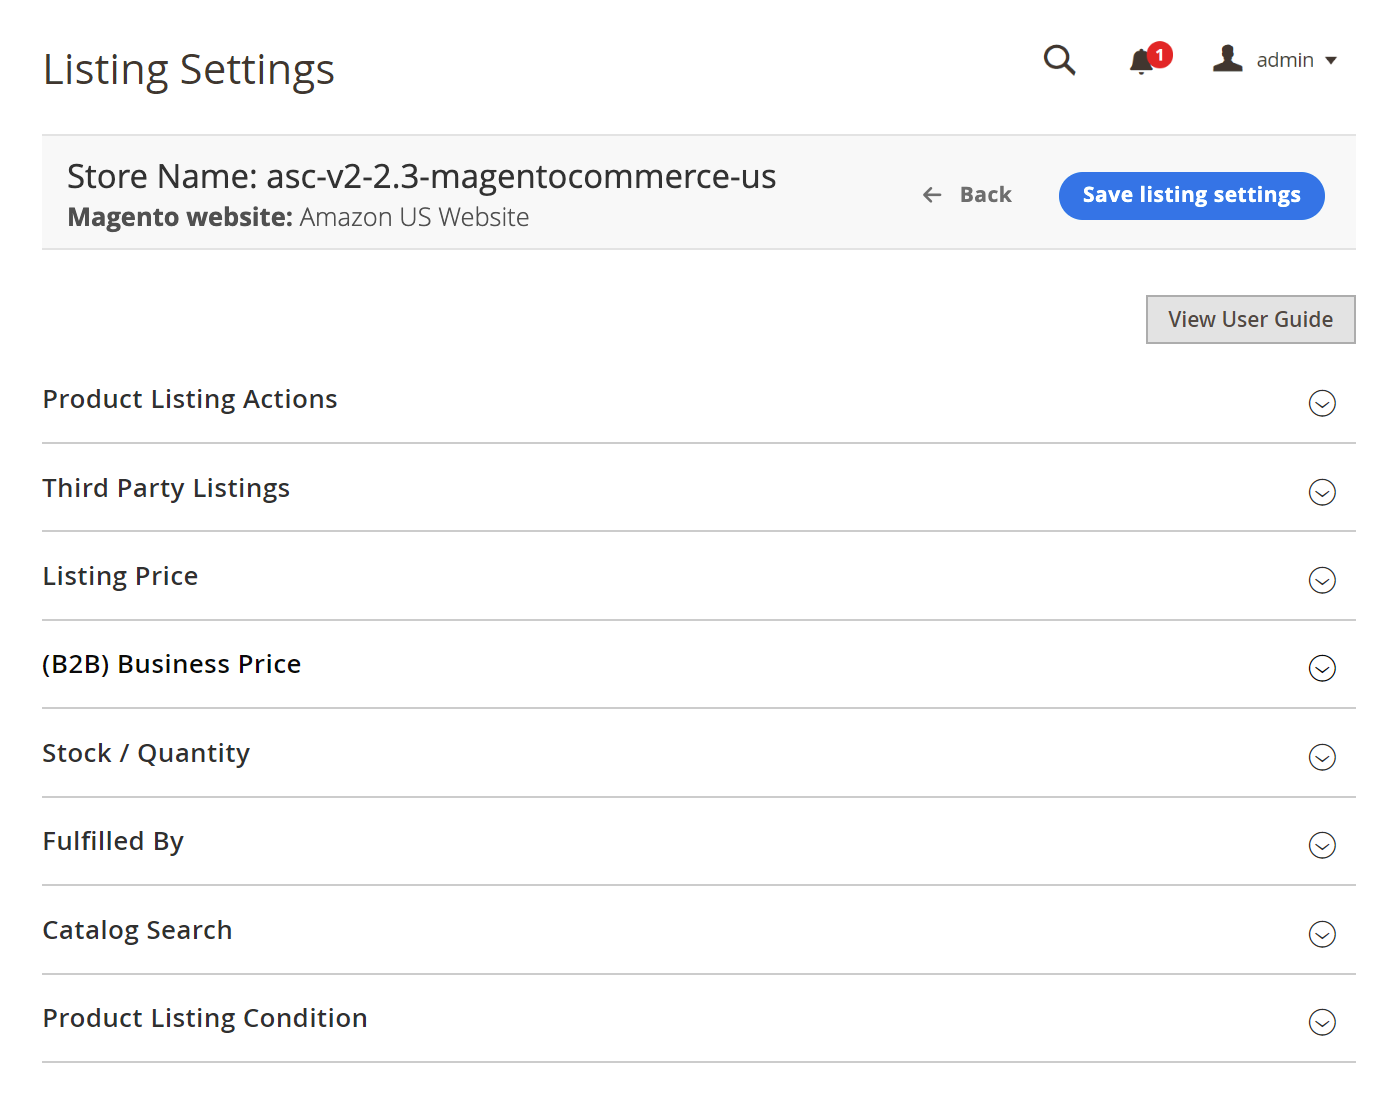 Listing Settings
1
admin
Store Name: asc-v2-2.3-magentocommerce-us
Magento website: Amazon US Website
Back
Save listing settings
View User Guide
Product Listing Actions
Third Party Listings
Listing Price
(B2B) Business Price
Stock / Quantity
Fulfilled By
Catalog Search
Product Listing Condition